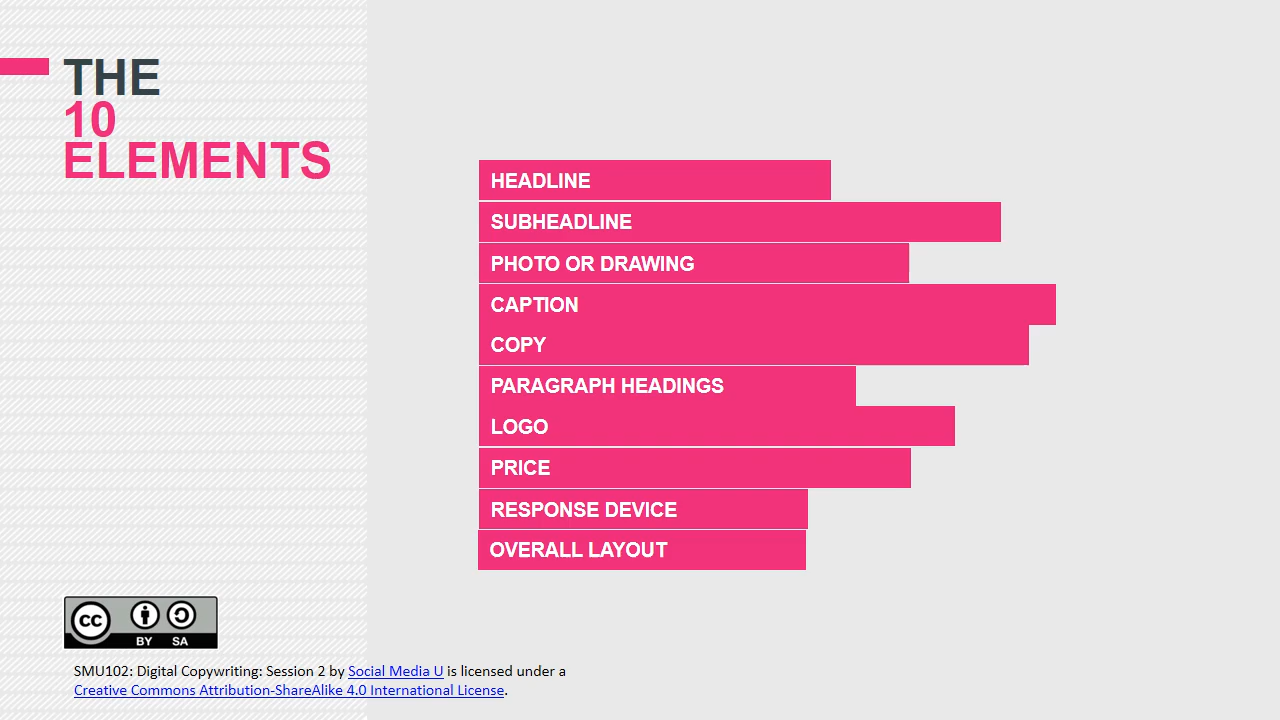 THE
10
ELEMENTS
HEADLINE
SUBHEADLINE
PHOTO OR DRAWING
CAPTION
COPY
PARAGRAPH HEADINGS
LOGO
PRICE
RESPONSE DEVICE
OVERALL LAYOUT
CC
BY SA
SMU102: Digital Copywriting: Session 2 by Social Media U is licensed under a
Creative Commons Attribution-ShareAlike 4.0 International License.